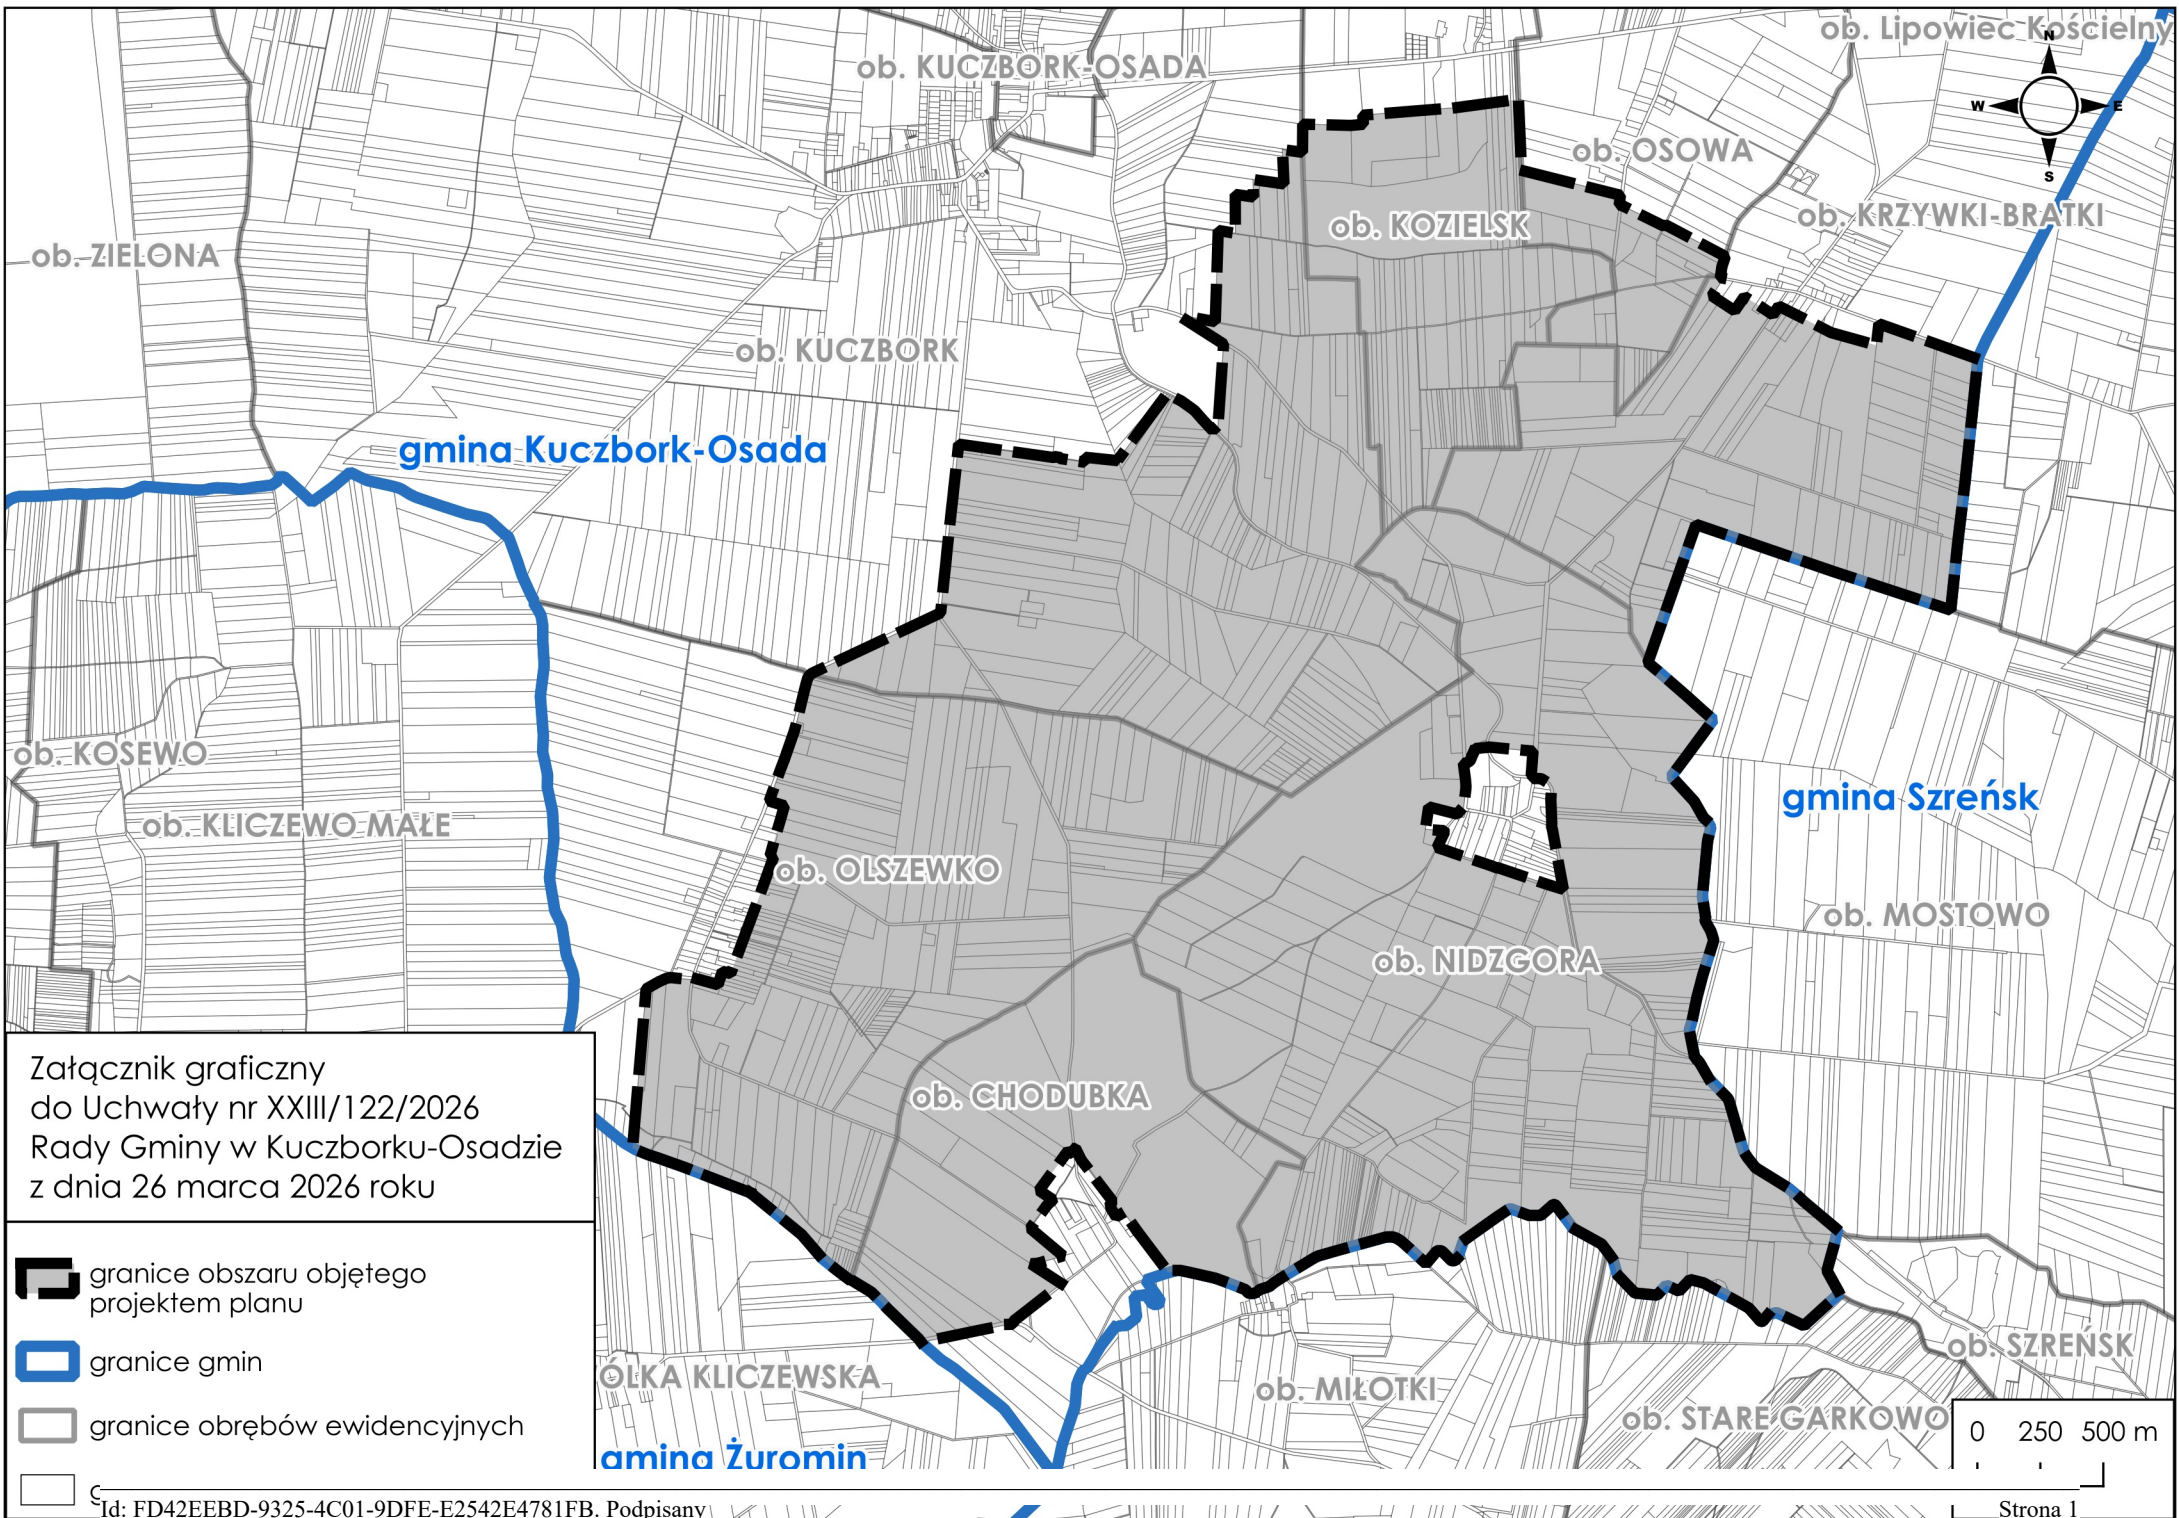 ob. Lipowiec Kościelny
N
W
E
S
ob. KUCZBORK-OSADA
ob. OSOWA
ob. KOZIELSK
ob. KRZYWKI-BRATKI
ob. ZIELONA
ob. KUCZBORK
gmina Kuczbork-Osada
ob. KOSEWO
ob. KLICZEWO MAŁE
ob. OLSZEWKO
gmina Szreńsk
ob. MOSTOWO
ob. NIDZGORA
ob. CHODUBKA
Załącznik graficzny
do Uchwały nr XXIII/122/2026
Rady Gminy w Kuczborku-Osadzie
z dnia 26 marca 2026 roku
granice obszaru objętego
projektem planu
granice gmin
granice obrębów ewidencyjnych
ÓLKA KLICZEWSKA
ob. MIŁOTKI
ob. SZREŃSK
ob. STARE GARKOWO
gmina Żuromin
0 250 500 m
Id: FD42EEBD-9325-4C01-9DFE-E2542E4781FB. Podpisany
Strona 1